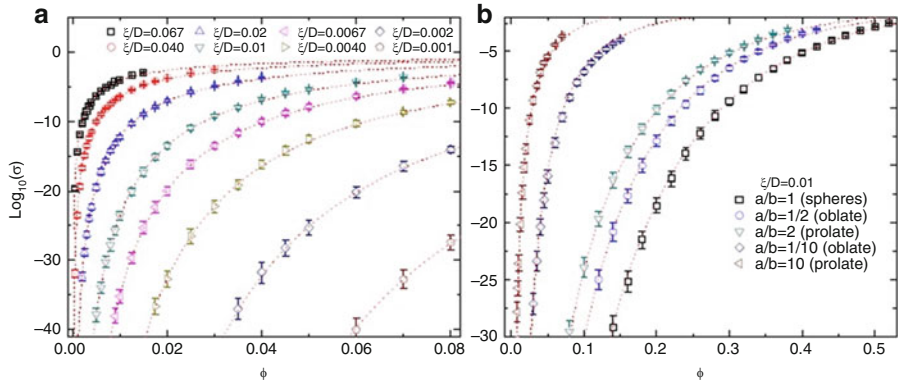 a
ξ/D=0.067 ξ/D=0.02 ξ/D=0.0067 ξ/D=0.002
ξ/D=0.040 ξ/D=0.01 ξ/D=0.0040 ξ/D=0.001
0
−10
−20
−30
−40
Log₁₀(σ)
0.00 0.02 0.04 0.06 0.08
ϕ
b
−5
−10
−15
−20
−25
−30
ξ/D=0.01
a/b=1 (spheres)
a/b=1/2 (oblate)
a/b=2 (prolate)
a/b=1/10 (oblate)
a/b=10 (prolate)
0.0 0.1 0.2 0.3 0.4 0.5
ϕ